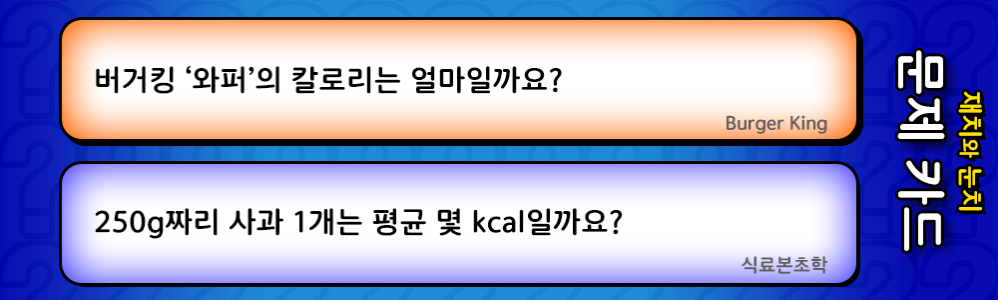 버거킹 ‘와퍼’의 칼로리는 얼마일까요?
Burger King
250g짜리 사과 1개는 평균 몇 kcal일까요?
식료본초학
재치와 눈치
문제 카드